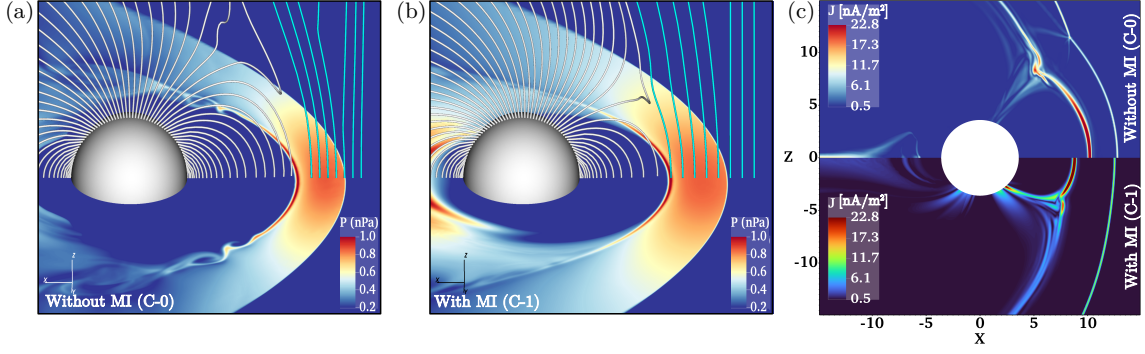 (a)
P (nPa)
1.0
0.8
0.6
0.4
0.2
z
x
Without MI (C-0)
(b)
P (nPa)
1.0
0.8
0.6
0.4
0.2
z
x
With MI (C-1)
(c)
J [nA/m²]
22.8
17.3
11.7
6.1
0.5
Without MI (C-0)
10
5
Z 0
-5
-10
J [nA/m²]
22.8
17.3
11.7
6.1
0.5
With MI (C-1)
-10 -5 0 5 10
X